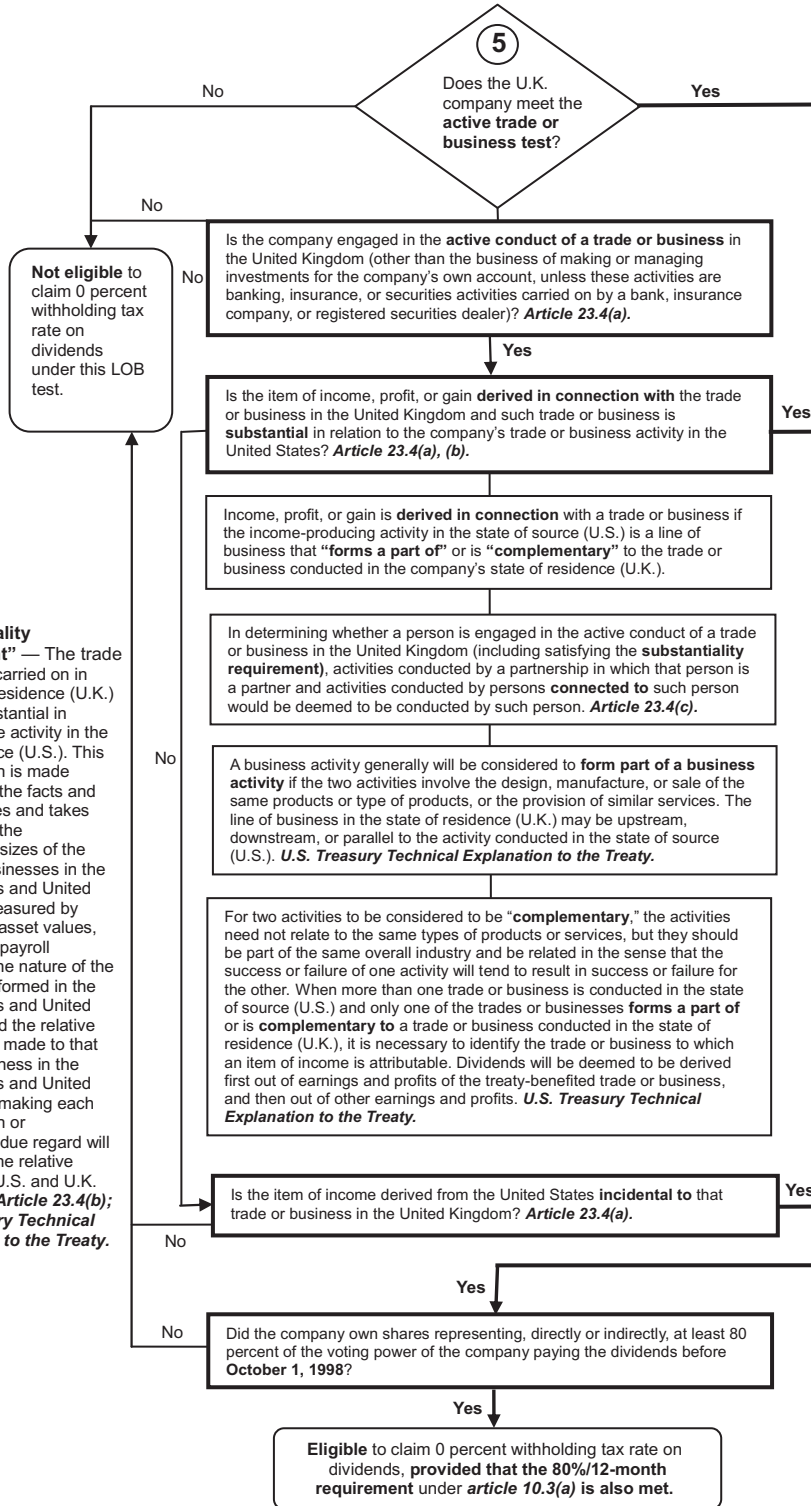 5
Does the U.K.
company meet the
active trade or
business test?
No
Yes
No
Not eligible to
claim 0 percent
withholding tax
rate on
dividends
under this LOB
test.
No
Is the company engaged in the active conduct of a trade or business in
the United Kingdom (other than the business of making or managing
investments for the company's own account, unless these activities are
banking, insurance, or securities activities carried on by a bank, insurance
company, or registered securities dealer)? Article 23.4(a).
Yes
Is the item of income, profit, or gain derived in connection with the trade
or business in the United Kingdom and such trade or business is
substantial in relation to the company's trade or business activity in the
United States? Article 23.4(a), (b).
Yes
Income, profit, or gain is derived in connection with a trade or business if
the income-producing activity in the state of source (U.S.) is a line of
business that "forms a part of" or is "complementary" to the trade or
business conducted in the company's state of residence (U.K.).
In determining whether a person is engaged in the active conduct of a trade
or business in the United Kingdom (including satisfying the substantiality
requirement), activities conducted by a partnership in which that person is
a partner and activities conducted by persons connected to such person
would be deemed to be conducted by such person. Article 23.4(c).
No
A business activity generally will be considered to form part of a business
activity if the two activities involve the design, manufacture, or sale of the
same products or type of products, or the provision of similar services. The
line of business in the state of residence (U.K.) may be upstream,
downstream, or parallel to the activity conducted in the state of source
(U.S.). U.S. Treasury Technical Explanation to the Treaty.
For two activities to be considered to be "complementary," the activities
need not relate to the same types of products or services, but they should
be part of the same overall industry and be related in the sense that the
success or failure of one activity will tend to result in success or failure for
the other. When more than one trade or business is conducted in the state
of source (U.S.) and only one of the trades or businesses forms a part of
or is complementary to a trade or business conducted in the state of
residence (U.K.), it is necessary to identify the trade or business to which
an item of income is attributable. Dividends will be deemed to be derived
first out of earnings and profits of the treaty-benefited trade or business,
and then out of other earnings and profits. U.S. Treasury Technical
Explanation to the Treaty.
ality
nt" — The trade
carried on in
esidence (U.K.)
stantial in
e activity in the
ce (U.S.). This
n is made
the facts and
es and takes
the
sizes of the
sinesses in the
s and United
easured by
asset values,
payroll
he nature of the
formed in the
s and United
d the relative
made to that
ness in the
s and United
making each
n or
due regard will
he relative
U.S. and U.K.
Article 23.4(b);
ry Technical
to the Treaty.
Is the item of income derived from the United States incidental to that
trade or business in the United Kingdom? Article 23.4(a).
Yes
No
Yes
No
Did the company own shares representing, directly or indirectly, at least 80
percent of the voting power of the company paying the dividends before
October 1, 1998?
Yes
Eligible to claim 0 percent withholding tax rate on
dividends, provided that the 80%/12-month
requirement under article 10.3(a) is also met.